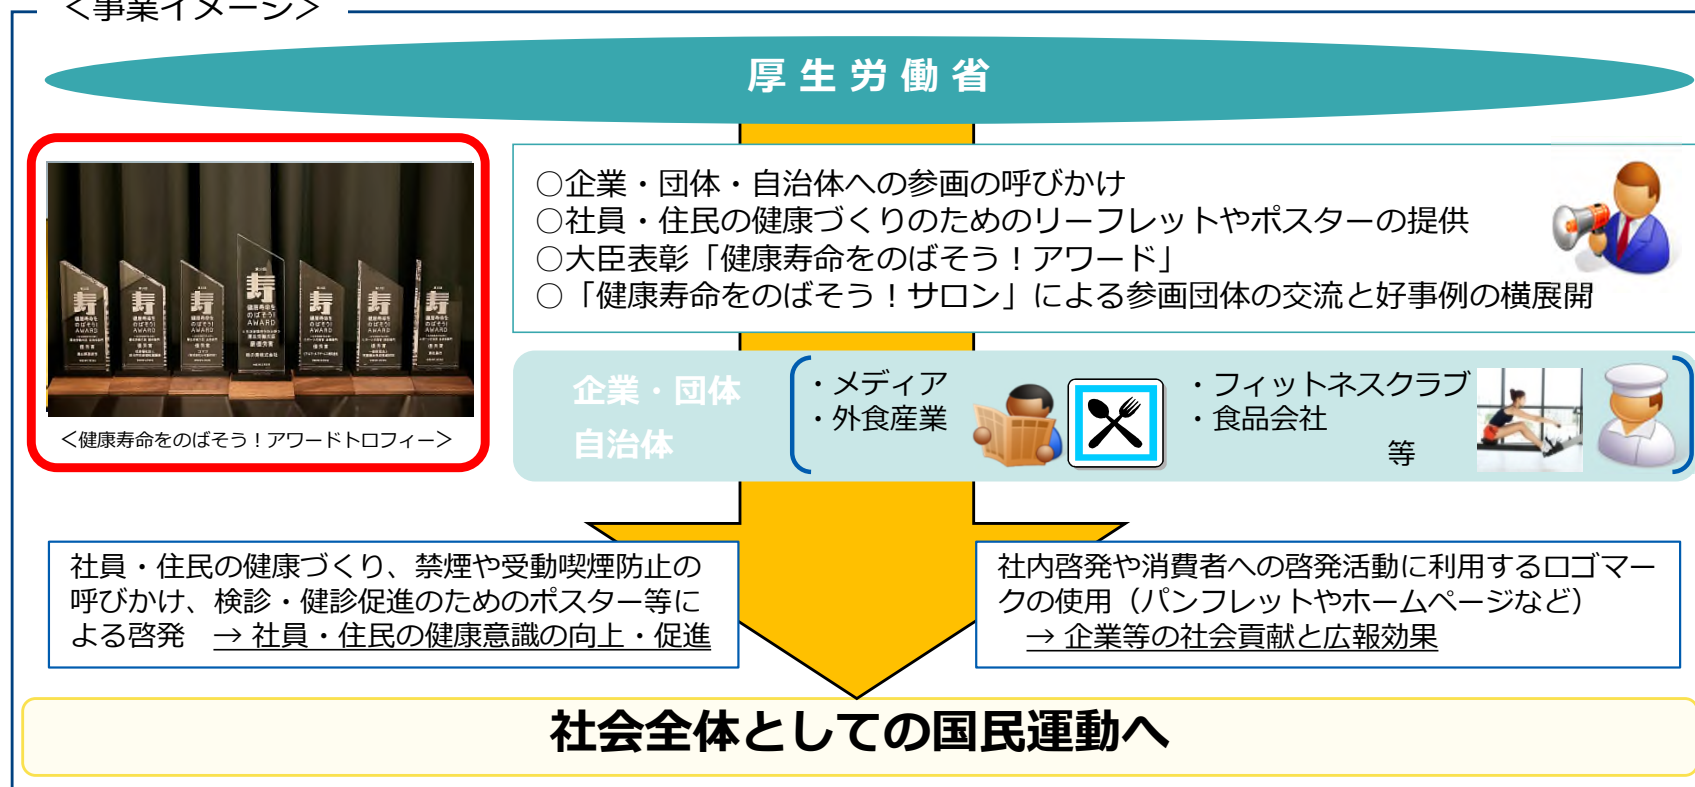 ＜事業イメージ＞
厚生労働省
○企業・団体・自治体への参画の呼びかけ
○社員・住民の健康づくりのためのリーフレットやポスターの提供
○大臣表彰「健康寿命をのばそう！アワード」
○「健康寿命をのばそう！サロン」による参画団体の交流と好事例の横展開
寿
健康寿命を
のばそう!
AWARD
最優秀賞
＜健康寿命をのばそう！アワードトロフィー＞
企業・団体
自治体
・メディア
・外食産業
・フィットネスクラブ
・食品会社
等
社員・住民の健康づくり、禁煙や受動喫煙防止の
呼びかけ、検診・健診促進のためのポスター等に
よる啓発　→ 社員・住民の健康意識の向上・促進
社内啓発や消費者への啓発活動に利用するロゴマー
クの使用（パンフレットやホームページなど）
→ 企業等の社会貢献と広報効果
社会全体としての国民運動へ